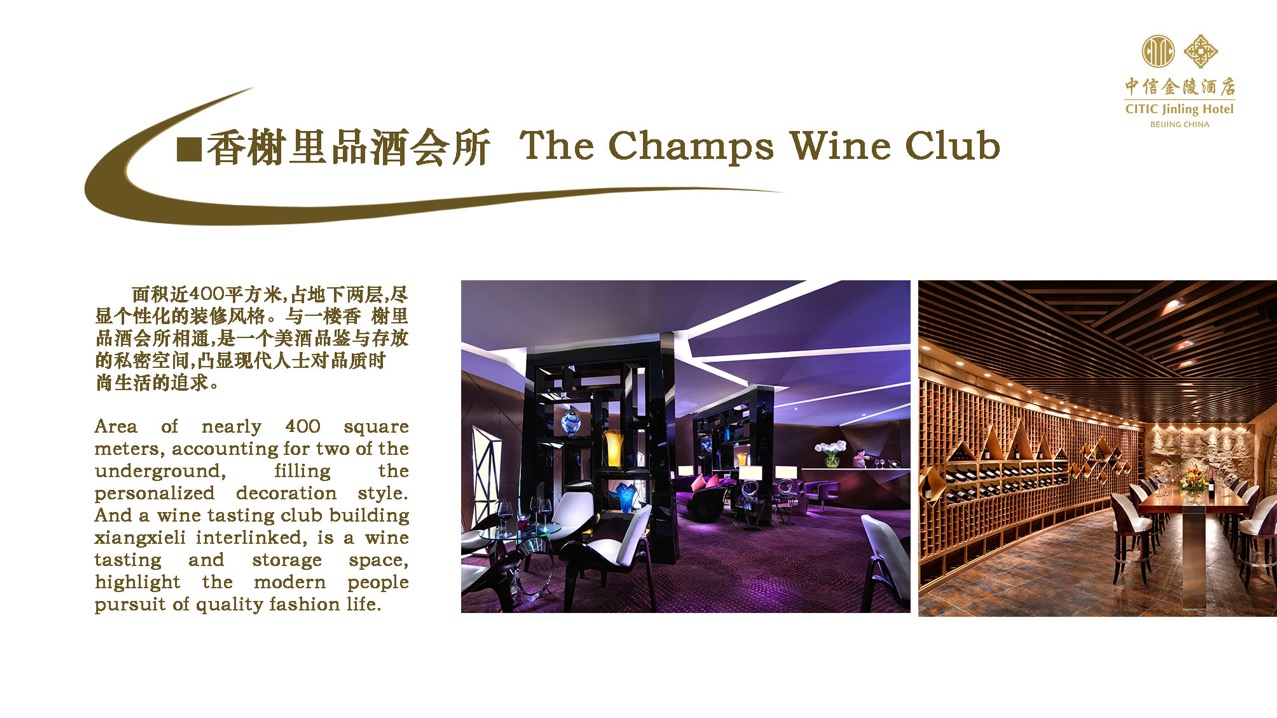 中信金陵酒店
CITIC Jinling Hotel
BEIJING CHINA
■香榭里品酒会所 The Champs Wine Club
面积近400平方米,占地下两层,尽
显个性化的装修风格。与一楼香 榭里
品酒会所相通,是一个美酒品鉴与存放
的私密空间,凸显现代人士对品质时
尚生活的追求。
Area of nearly 400 square
meters, accounting for two of the
underground, filling the
personalized decoration style.
And a wine tasting club building
xiangxieli interlinked, is a wine
tasting and storage space,
highlight the modern people
pursuit of quality fashion life.